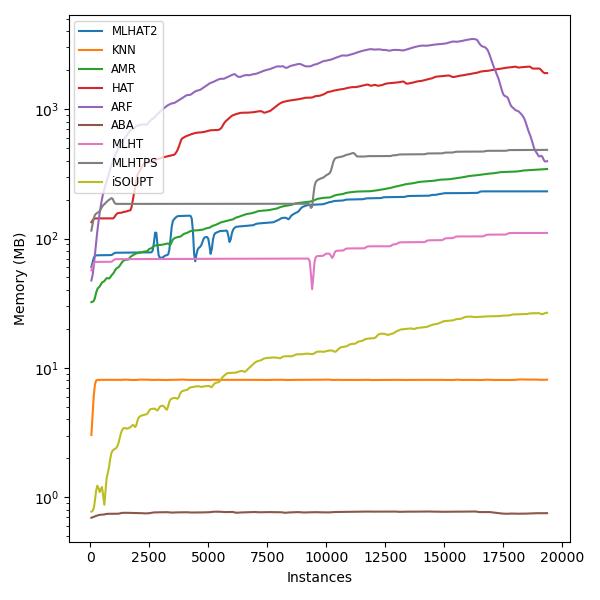 MLHAT2
KNN
AMR
HAT
ARF
ABA
MLHT
MLHTPS
iSOUPT
Memory (MB)
10³
10²
10¹
10⁰
0 2500 5000 7500 10000 12500 15000 17500 20000
Instances